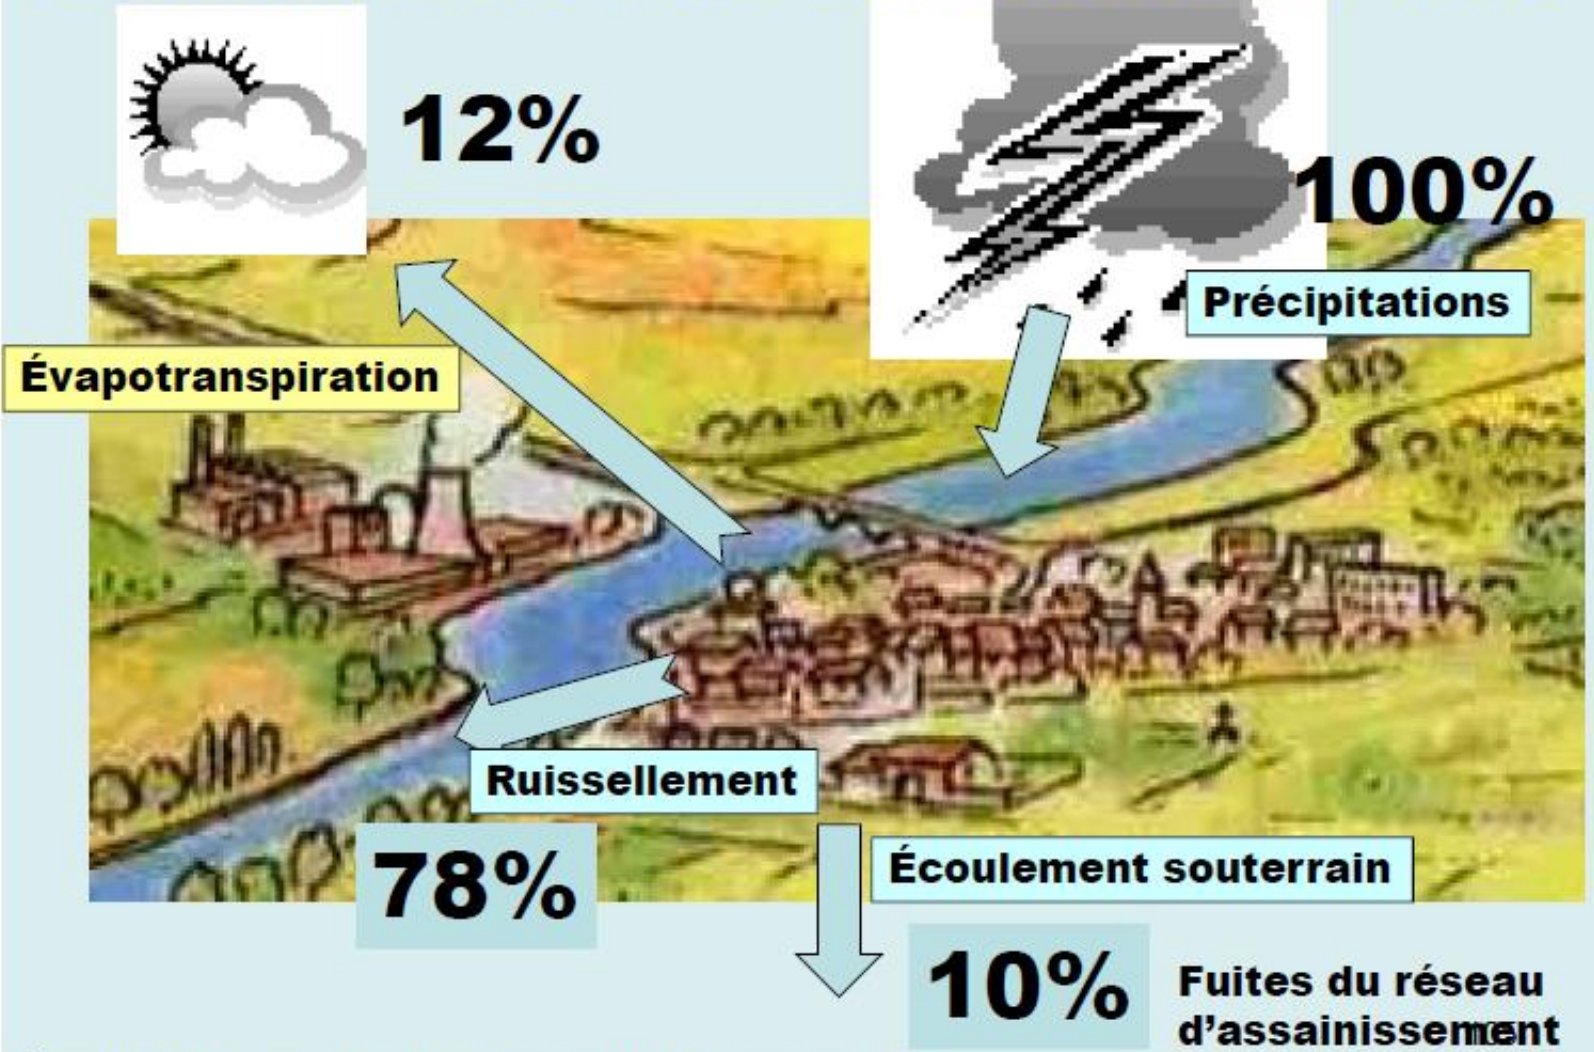 12%
100%
Précipitations
Évapotranspiration
Ruissellement
78%
Écoulement souterrain
10%
Fuites du réseau
d’assainissement